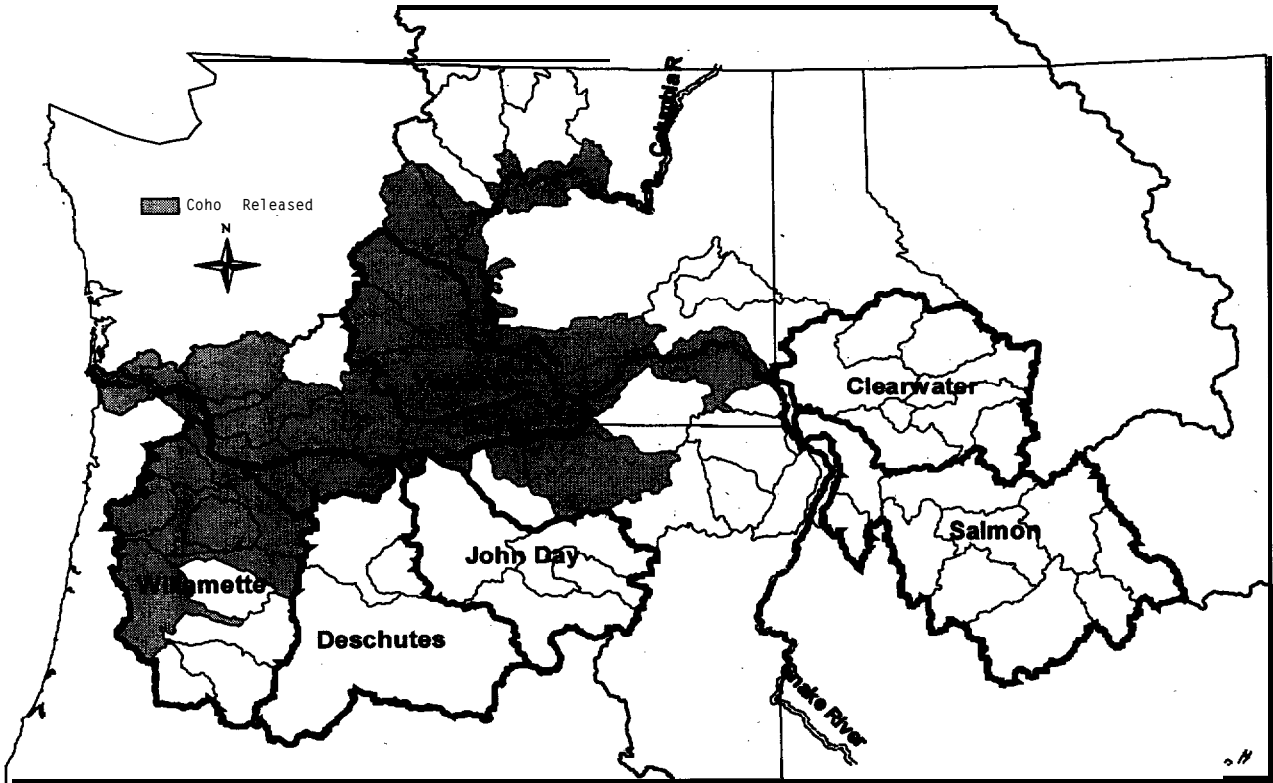 Columbia R
Coho Released
N
Clearwater
Salmon
John Day
Willamette
Deschutes
Snake River